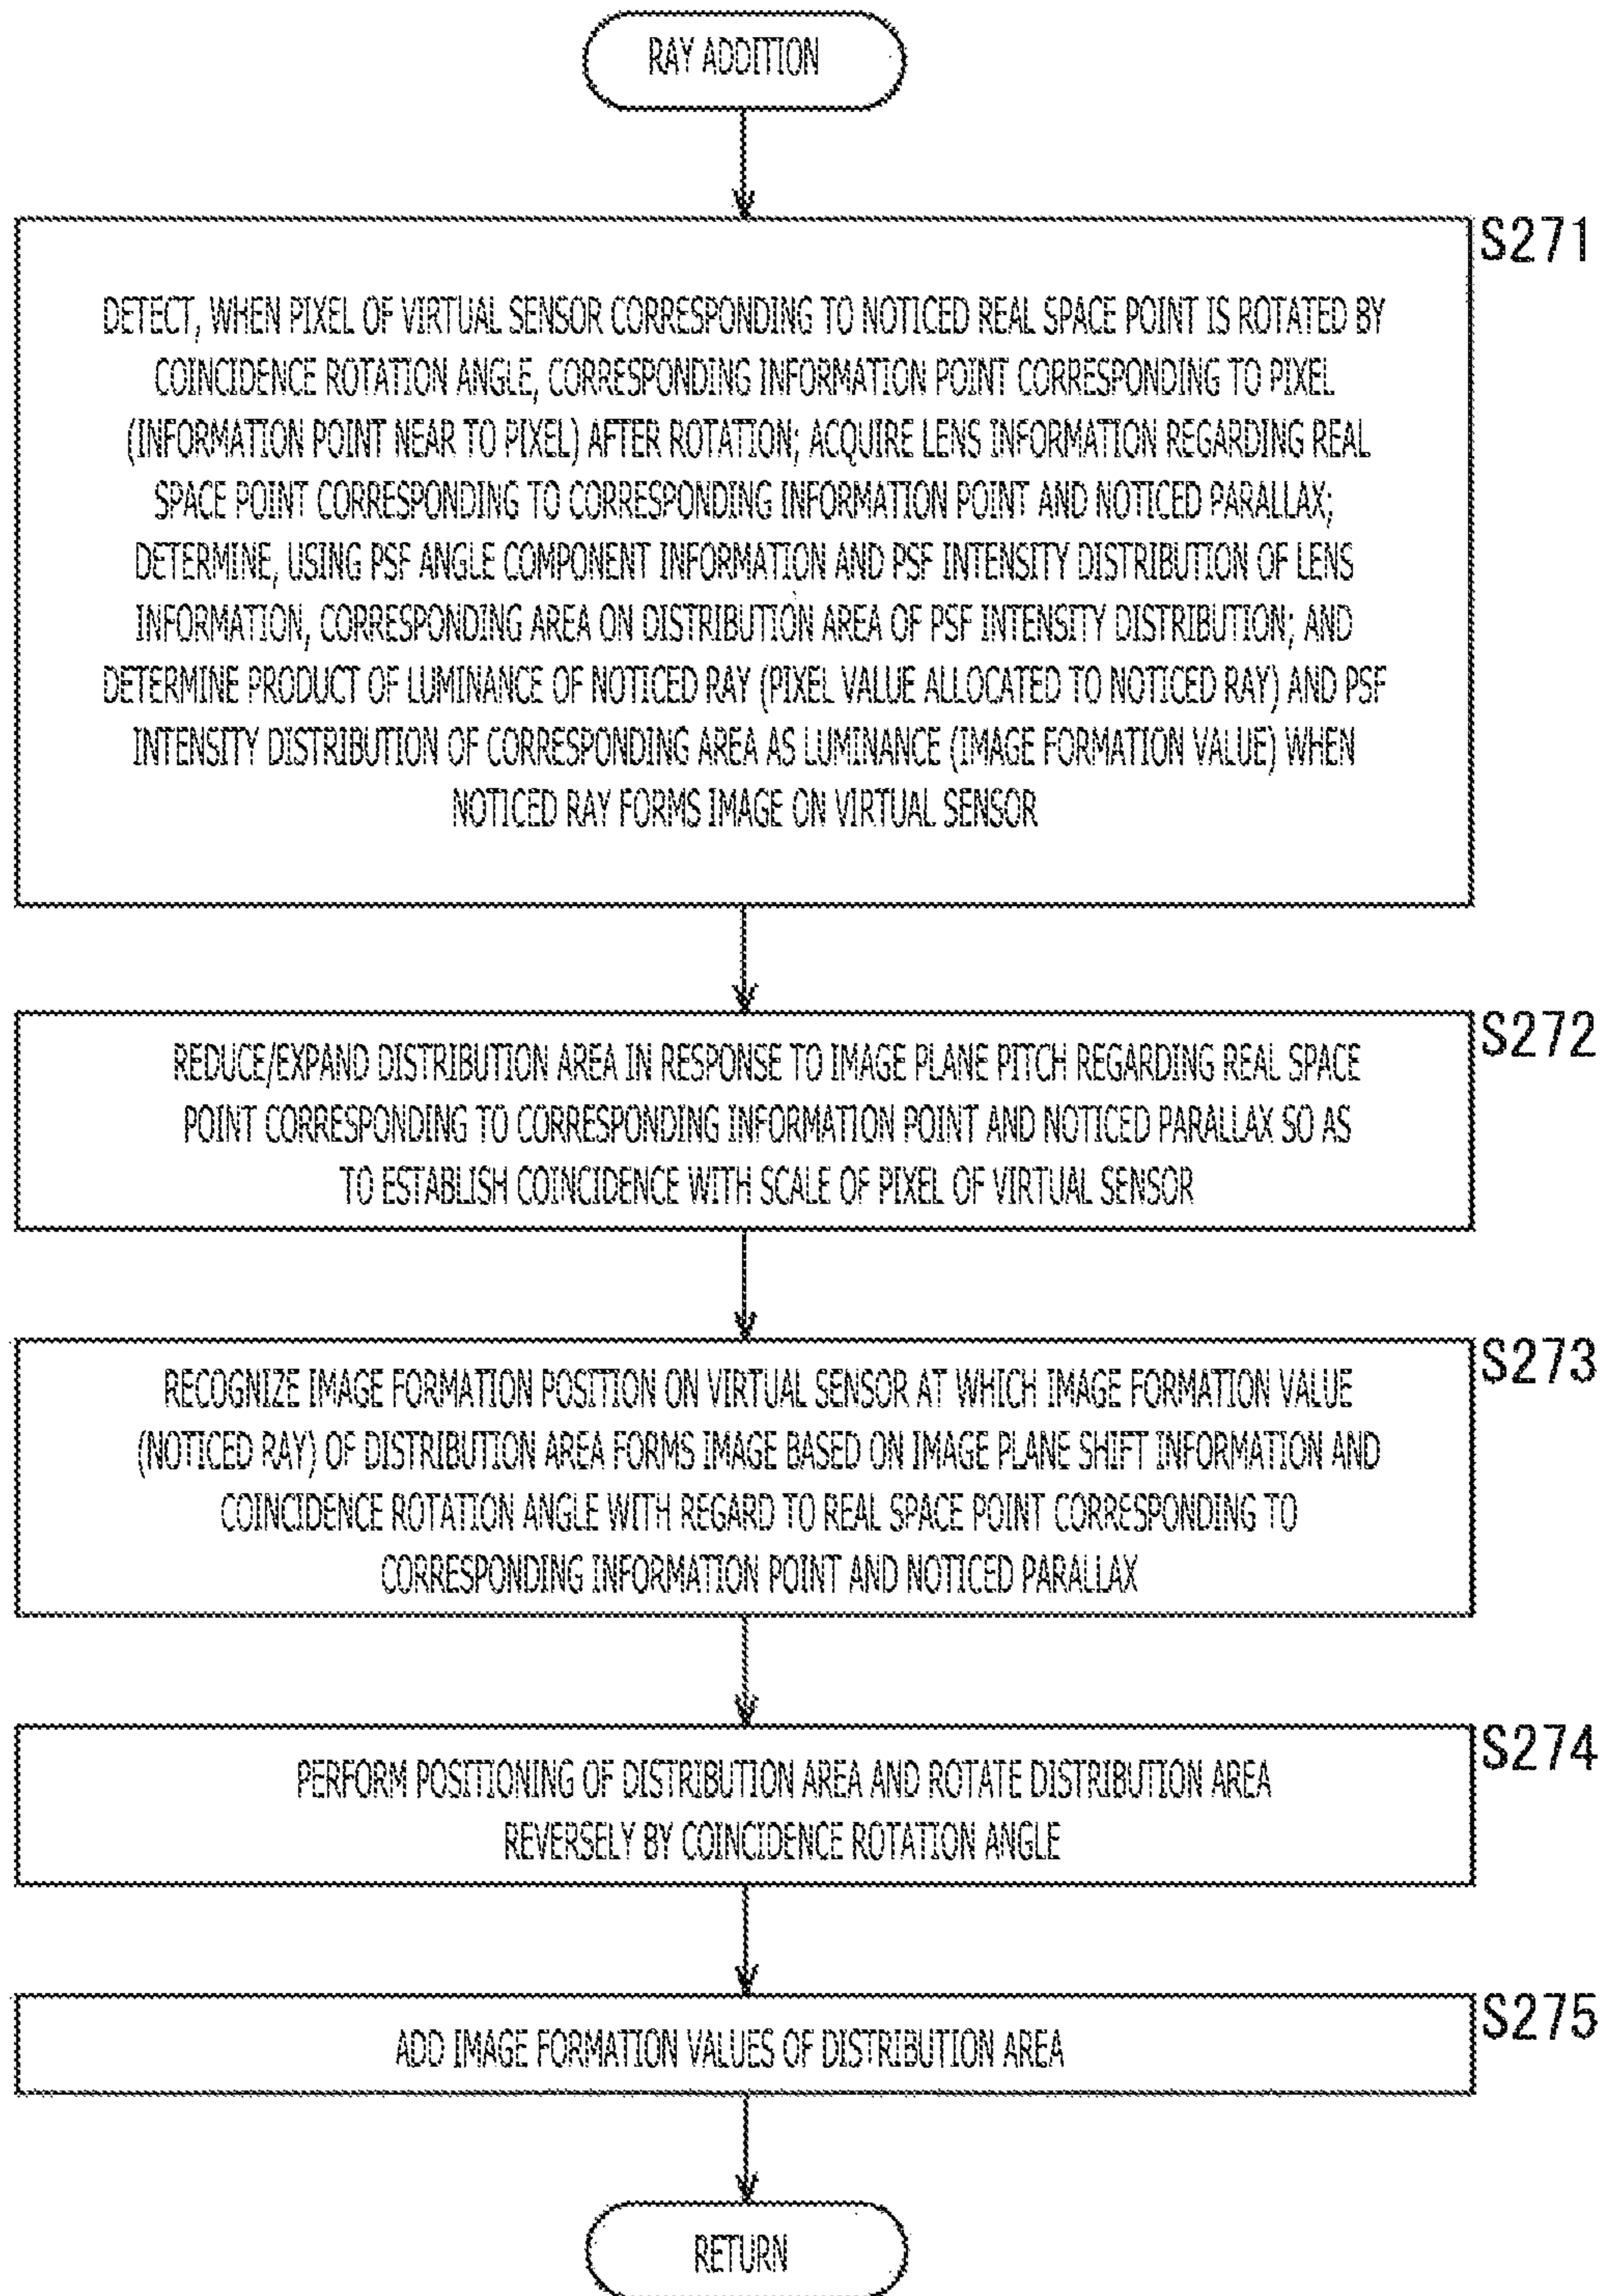 RAY ADDITION
S271
DETECT, WHEN PIXEL OF VIRTUAL SENSOR CORRESPONDING TO NOTICED REAL SPACE POINT IS ROTATED BY
COINCIDENCE ROTATION ANGLE, CORRESPONDING INFORMATION POINT CORRESPONDING TO PIXEL
(INFORMATION POINT NEAR TO PIXEL) AFTER ROTATION; ACQUIRE LENS INFORMATION REGARDING REAL
SPACE POINT CORRESPONDING TO CORRESPONDING INFORMATION POINT AND NOTICED PARALLAX;
DETERMINE, USING PSF ANGLE COMPONENT INFORMATION AND PSF INTENSITY DISTRIBUTION OF LENS
INFORMATION, CORRESPONDING AREA ON DISTRIBUTION AREA OF PSF INTENSITY DISTRIBUTION; AND
DETERMINE PRODUCT OF LUMINANCE OF NOTICED RAY (PIXEL VALUE ALLOCATED TO NOTICED RAY) AND PSF
INTENSITY DISTRIBUTION OF CORRESPONDING AREA AS LUMINANCE (IMAGE FORMATION VALUE) WHEN
NOTICED RAY FORMS IMAGE ON VIRTUAL SENSOR
S272
REDUCE/EXPAND DISTRIBUTION AREA IN RESPONSE TO IMAGE PLANE PITCH REGARDING REAL SPACE
POINT CORRESPONDING TO CORRESPONDING INFORMATION POINT AND NOTICED PARALLAX SO AS
TO ESTABLISH COINCIDENCE WITH SCALE OF PIXEL OF VIRTUAL SENSOR
S273
RECOGNIZE IMAGE FORMATION POSITION ON VIRTUAL SENSOR AT WHICH IMAGE FORMATION VALUE
(NOTICED RAY) OF DISTRIBUTION AREA FORMS IMAGE BASED ON IMAGE PLANE SHIFT INFORMATION AND
COINCIDENCE ROTATION ANGLE WITH REGARD TO REAL SPACE POINT CORRESPONDING TO
CORRESPONDING INFORMATION POINT AND NOTICED PARALLAX
S274
PERFORM POSITIONING OF DISTRIBUTION AREA AND ROTATE DISTRIBUTION AREA
REVERSELY BY COINCIDENCE ROTATION ANGLE
S275
ADD IMAGE FORMATION VALUES OF DISTRIBUTION AREA
RETURN